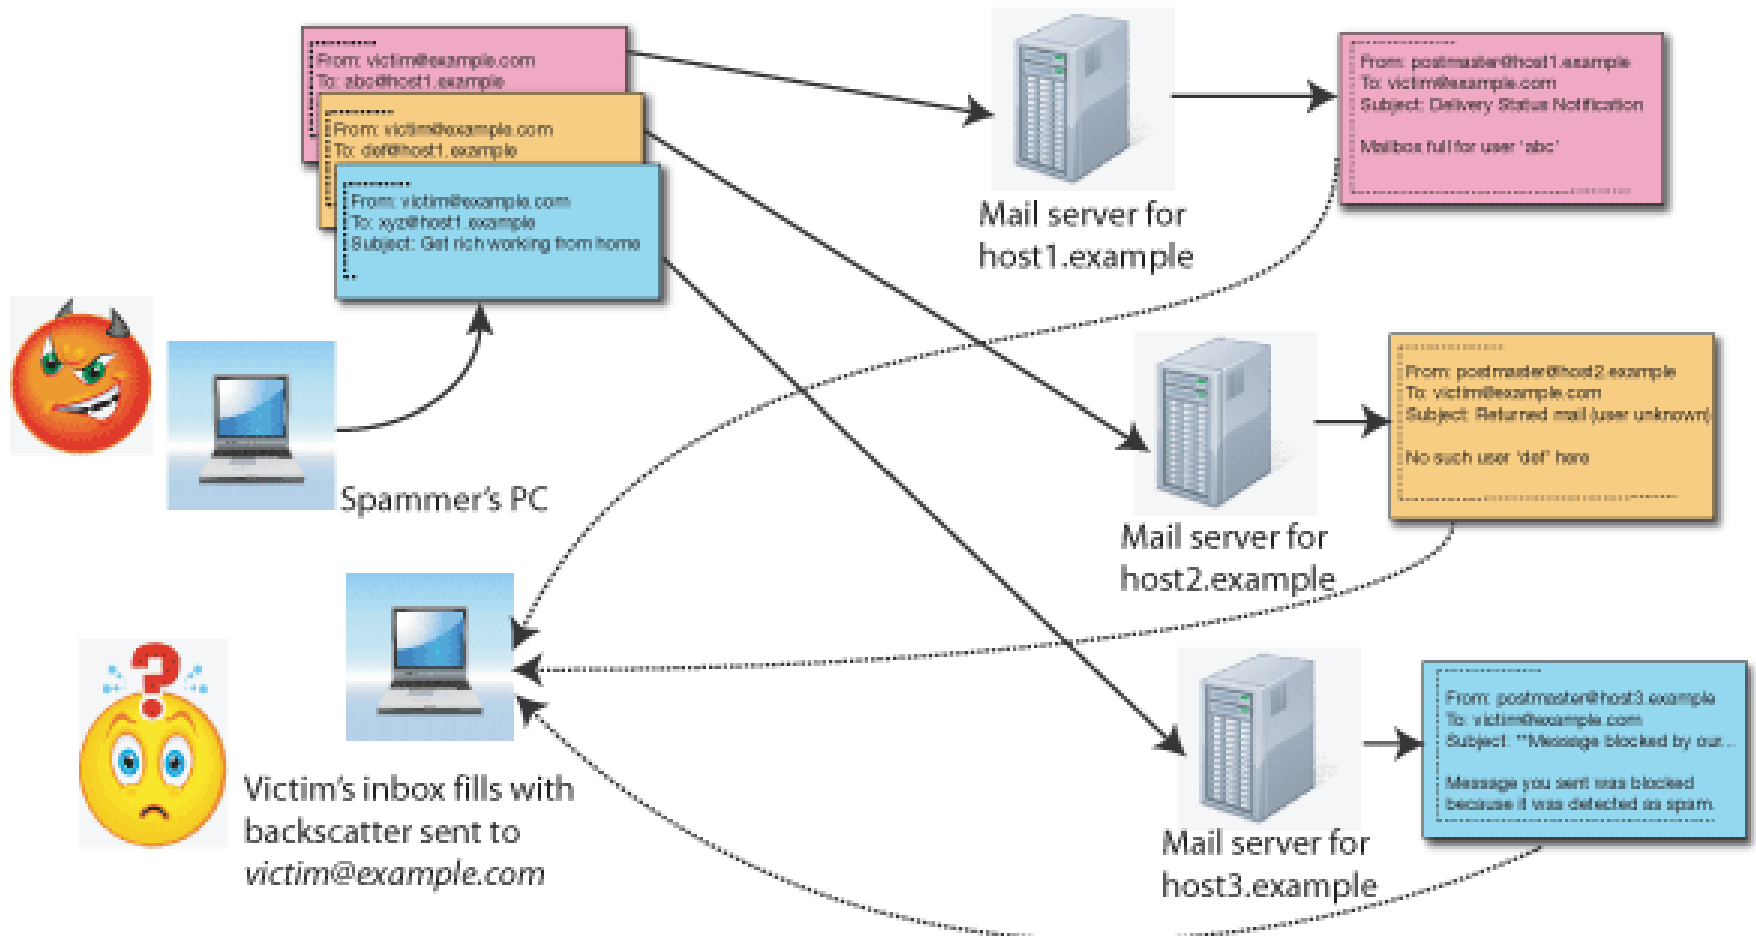 From: victim@example.com
To: abc@host1.example
From: victim@example.com
To: def@host1.example
From: victim@example.com
To: xyz@host1.example
Subject: Get rich working from home
Spammer's PC
Mail server for
host1.example
From: postmaster@host1.example
To: victim@example.com
Subject: Delivery Status Notification
Mailbox full for user 'abc'
Mail server for
host2.example
From: postmaster@host2.example
To: victim@example.com
Subject: Returned mail (user unknown)
No such user 'def' here
Mail server for
host3.example
From: postmaster@host3.example
To: victim@example.com
Subject: **Message blocked by our...
Message you sent was blocked
because it was detected as spam.
Victim's inbox fills with
backscatter sent to
victim@example.com